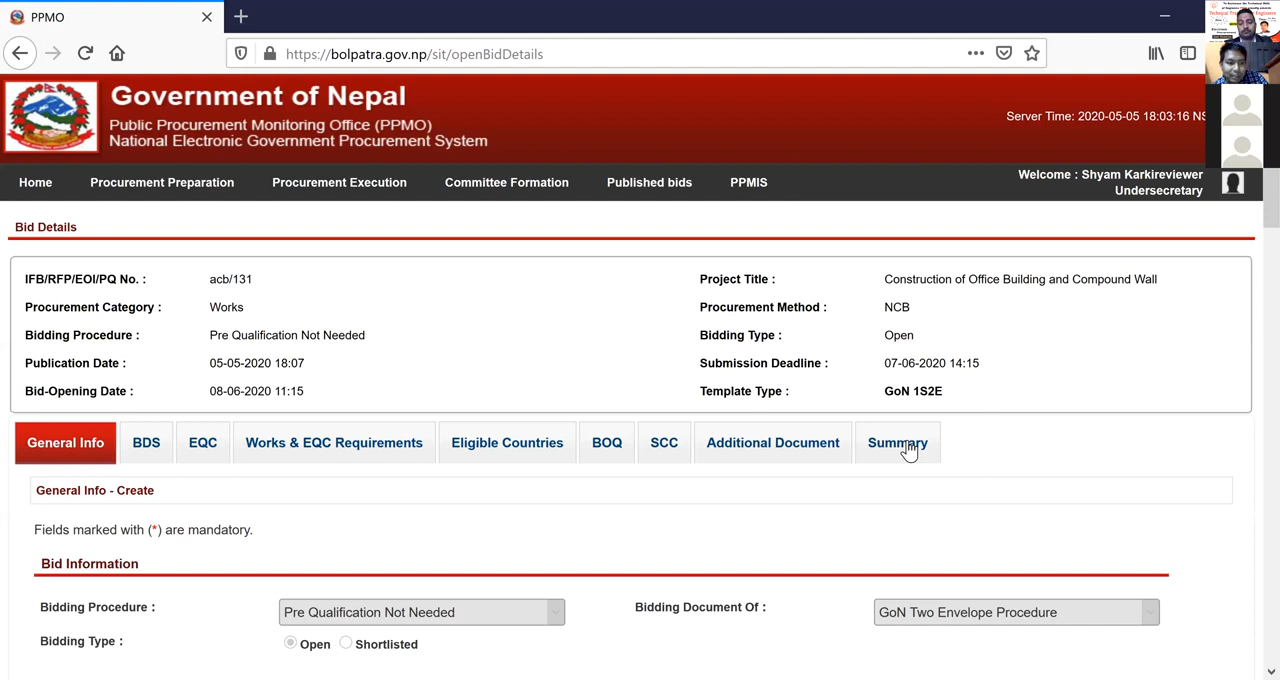 PPMO
https://bolpatra.gov.np/sit/openBidDetails
Government of Nepal
Public Procurement Monitoring Office (PPMO)
National Electronic Government Procurement System
Server Time: 2020-05-05 18:03:16
Home Procurement Preparation Procurement Execution Committee Formation Published bids PPMIS
Welcome : Shyam Karkireviewer
Undersecretary
Bid Details
IFB/RFP/EOI/PQ No. : acb/131 Project Title : Construction of Office Building and Compound Wall
Procurement Category : Works Procurement Method : NCB
Bidding Procedure : Pre Qualification Not Needed Bidding Type : Open
Publication Date : 05-05-2020 18:07 Submission Deadline : 07-06-2020 14:15
Bid-Opening Date : 08-06-2020 11:15 Template Type : GoN 1S2E
General Info BDS EQC Works & EQC Requirements Eligible Countries BOQ SCC Additional Document Summary
General Info - Create
Fields marked with (*) are mandatory.
Bid Information
Bidding Procedure : Pre Qualification Not Needed Bidding Document Of : GoN Two Envelope Procedure
Bidding Type : Open Shortlisted